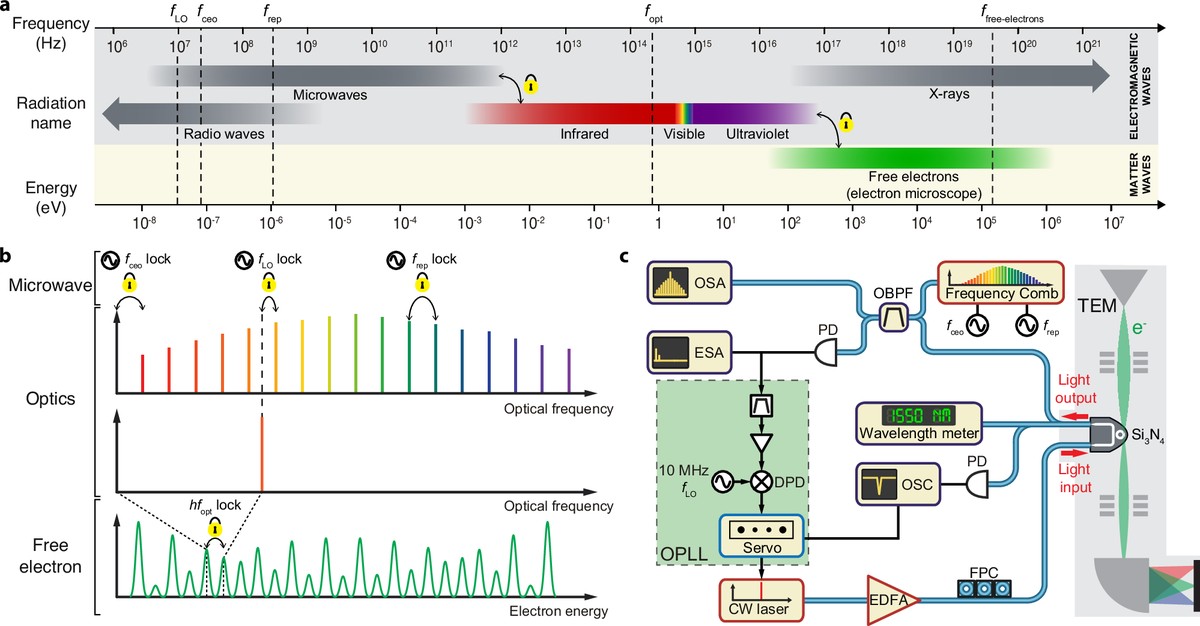 a
f_LO f_ceo f_rep f_opt f_free-electrons
Frequency (Hz)
10^6 10^7 10^8 10^9 10^10 10^11 10^12 10^13 10^14 10^15 10^16 10^17 10^18 10^19 10^20 10^21
Radiation name
Microwaves
X-rays
Radio waves
Infrared
Visible
Ultraviolet
ELECTROMAGNETIC WAVES
Free electrons
(electron microscope)
MATTER WAVES
Energy (eV)
10^-8 10^-7 10^-6 10^-5 10^-4 10^-3 10^-2 10^-1 1 10^1 10^2 10^3 10^4 10^5 10^6 10^7
b
Microwave
f_ceo lock
f_LO lock
f_rep lock
Optics
Optical frequency
Optical frequency
hf_opt lock
Free electron
Electron energy
c
OSA
OBPF
Frequency Comb
f_ceo
f_rep
TEM
e-
ESA
PD
Light output
1550 NM
Wavelength meter
Si3N4
Light input
10 MHz
f_LO
DPD
OSC
PD
Servo
OPLL
CW laser
EDFA
FPC